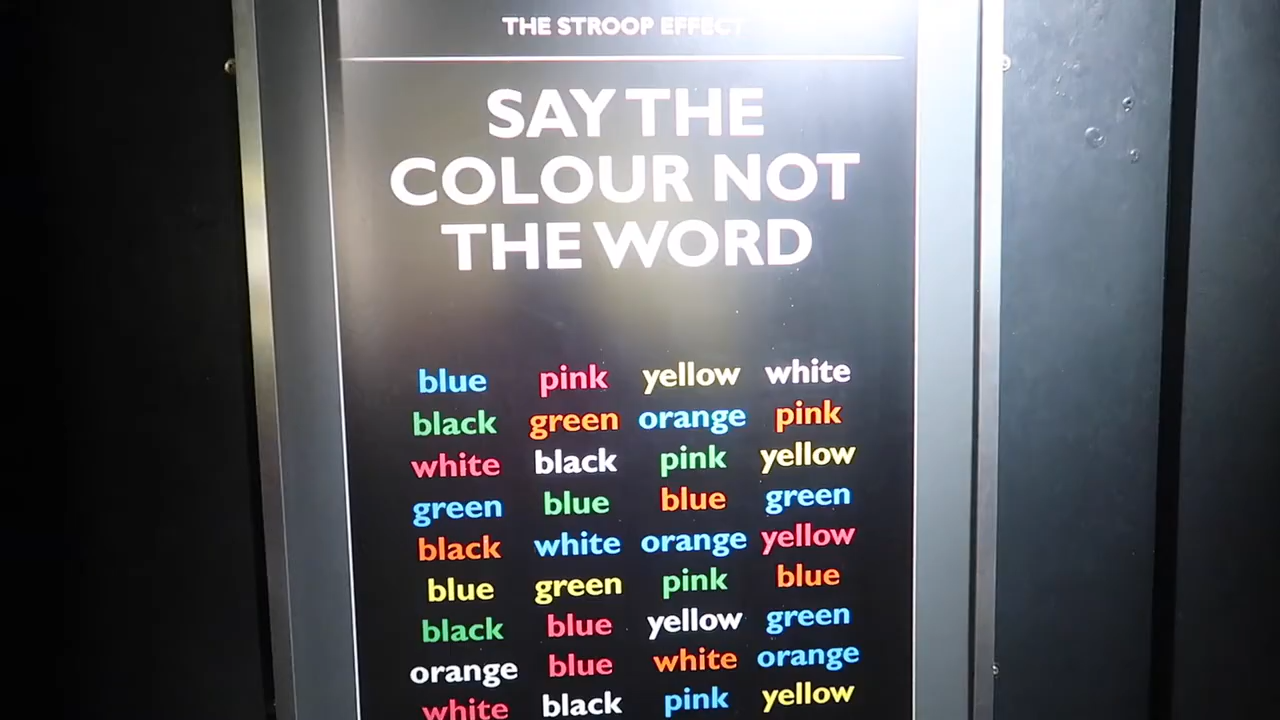 THE STROOP EFFECT
SAY THE
COLOUR NOT
THE WORD
blue pink yellow white
black green orange pink
white black pink yellow
green blue blue green
black white orange yellow
blue green pink blue
black blue yellow green
orange blue white orange
white black pink yellow